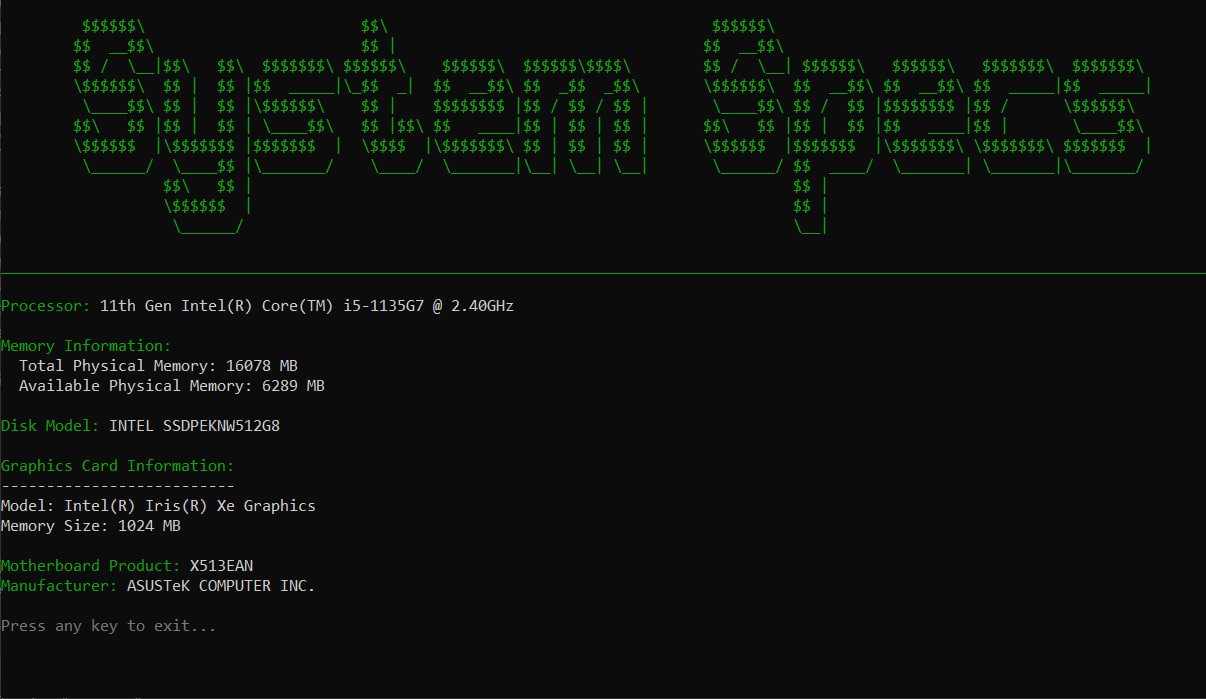 System Specs
Processor: 11th Gen Intel(R) Core(TM) i5-1135G7 @ 2.40GHz
Memory Information:
Total Physical Memory: 16078 MB
Available Physical Memory: 6289 MB
Disk Model: INTEL SSDPEKNW512G8
Graphics Card Information:
--------------------------
Model: Intel(R) Iris(R) Xe Graphics
Memory Size: 1024 MB
Motherboard Product: X513EAN
Manufacturer: ASUSTeK COMPUTER INC.
Press any key to exit...